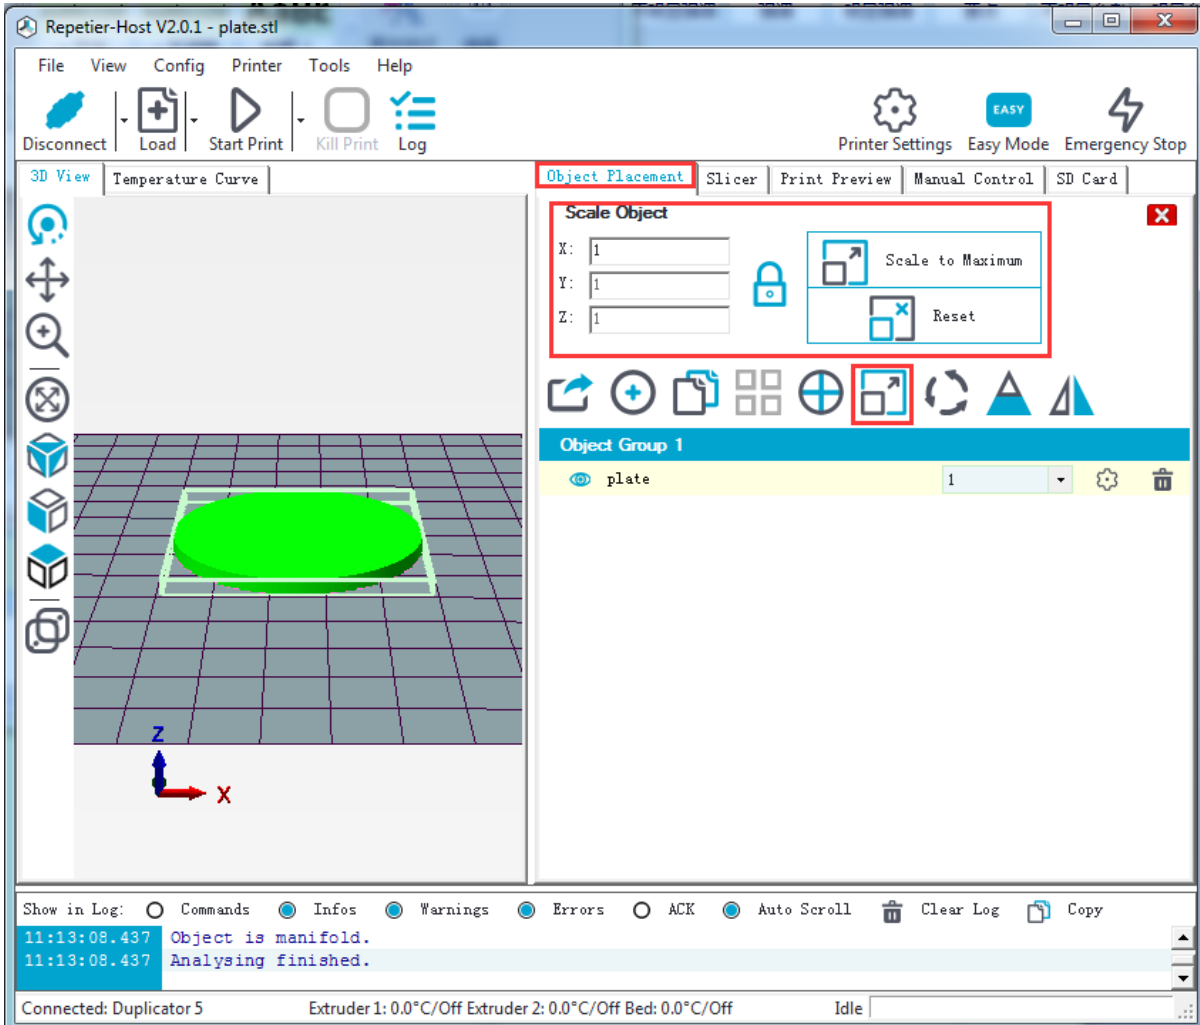 Repetier-Host V2.0.1 - plate.stl
File View Config Printer Tools Help
Disconnect Load Start Print Kill Print Log Printer Settings EASY Easy Mode Emergency Stop
3D View Temperature Curve Object Placement Slicer Print Preview Manual Control SD Card
Scale Object
X: 1
Y: 1
Z: 1
Scale to Maximum
Reset
Object Group 1
plate 1
Z
X
Show in Log: Commands Infos Warnings Errors ACK Auto Scroll Clear Log Copy
11:13:08.437 Object is manifold.
11:13:08.437 Analysing finished.
Connected: Duplicator 5 Extruder 1: 0.0°C/Off Extruder 2: 0.0°C/Off Bed: 0.0°C/Off Idle